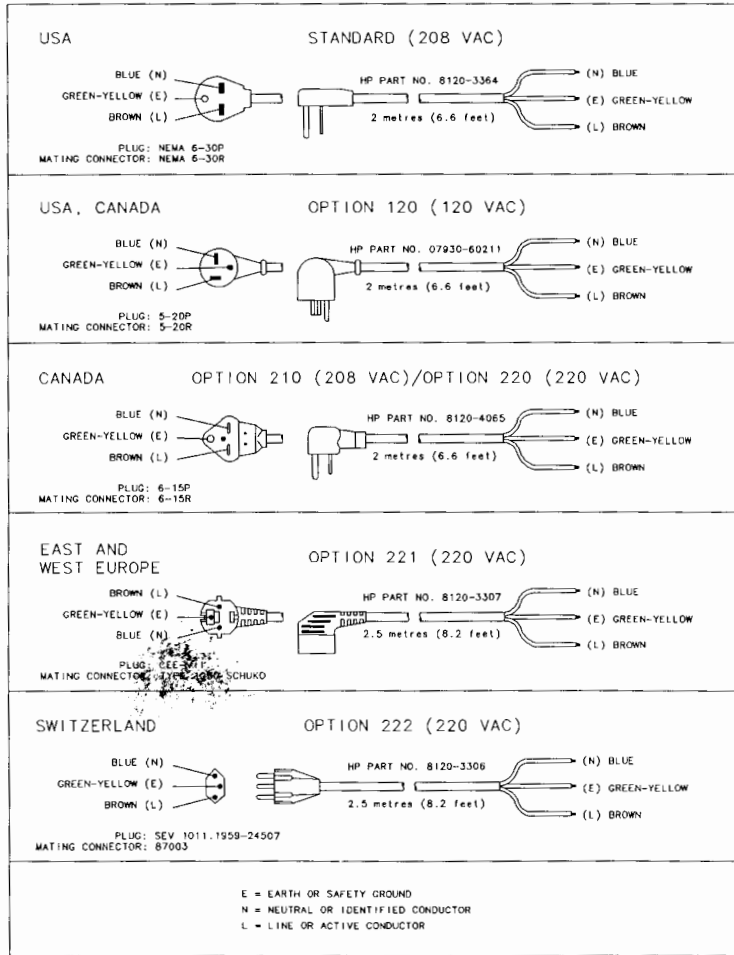 USA STANDARD (208 VAC)
BLUE (N)
GREEN-YELLOW (E)
BROWN (L)
HP PART NO. 8120-3364
2 metres (6.6 feet)
(N) BLUE
(E) GREEN-YELLOW
(L) BROWN
PLUG: NEMA 6-30P
MATING CONNECTOR: NEMA 6-30R
USA, CANADA OPTION 120 (120 VAC)
BLUE (N)
GREEN-YELLOW (E)
BROWN (L)
HP PART NO. 07930-60211
2 metres (6.6 feet)
(N) BLUE
(E) GREEN-YELLOW
(L) BROWN
PLUG: 5-20P
MATING CONNECTOR: 5-20R
CANADA OPTION 210 (208 VAC)/OPTION 220 (220 VAC)
BLUE (N)
GREEN-YELLOW (E)
BROWN (L)
HP PART NO. 8120-4065
2 metres (6.6 feet)
(N) BLUE
(E) GREEN-YELLOW
(L) BROWN
PLUG: 6-15P
MATING CONNECTOR: 6-15R
EAST AND
WEST EUROPE
OPTION 221 (220 VAC)
BROWN (L)
GREEN-YELLOW (E)
BLUE (N)
HP PART NO. 8120-3307
2.5 metres (8.2 feet)
(N) BLUE
(E) GREEN-YELLOW
(L) BROWN
PLUG:
MATING CONNECTOR: SCHUKO
SWITZERLAND OPTION 222 (220 VAC)
BLUE (N)
GREEN-YELLOW (E)
BROWN (L)
HP PART NO. 8120-3306
2.5 metres (8.2 feet)
(N) BLUE
(E) GREEN-YELLOW
(L) BROWN
PLUG: SEV 1011.1959-24507
MATING CONNECTOR: 87003
E = EARTH OR SAFETY GROUND
N = NEUTRAL OR IDENTIFIED CONDUCTOR
L = LINE OR ACTIVE CONDUCTOR